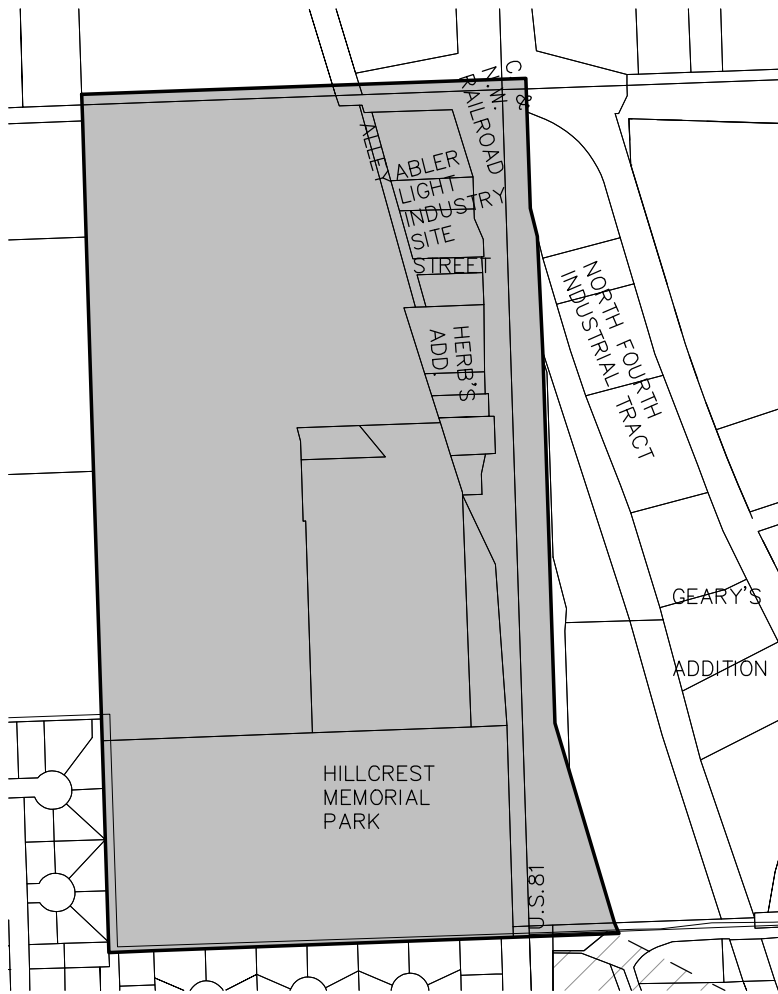 C &
N.W.
RAILROAD
ALLEY
ABLER
LIGHT
INDUSTRY
SITE
STREET
HERB'S
ADD.
NORTH FOURTH
INDUSTRIAL TRACT
GEARY'S
ADDITION
HILLCREST
MEMORIAL
PARK
U.S.81